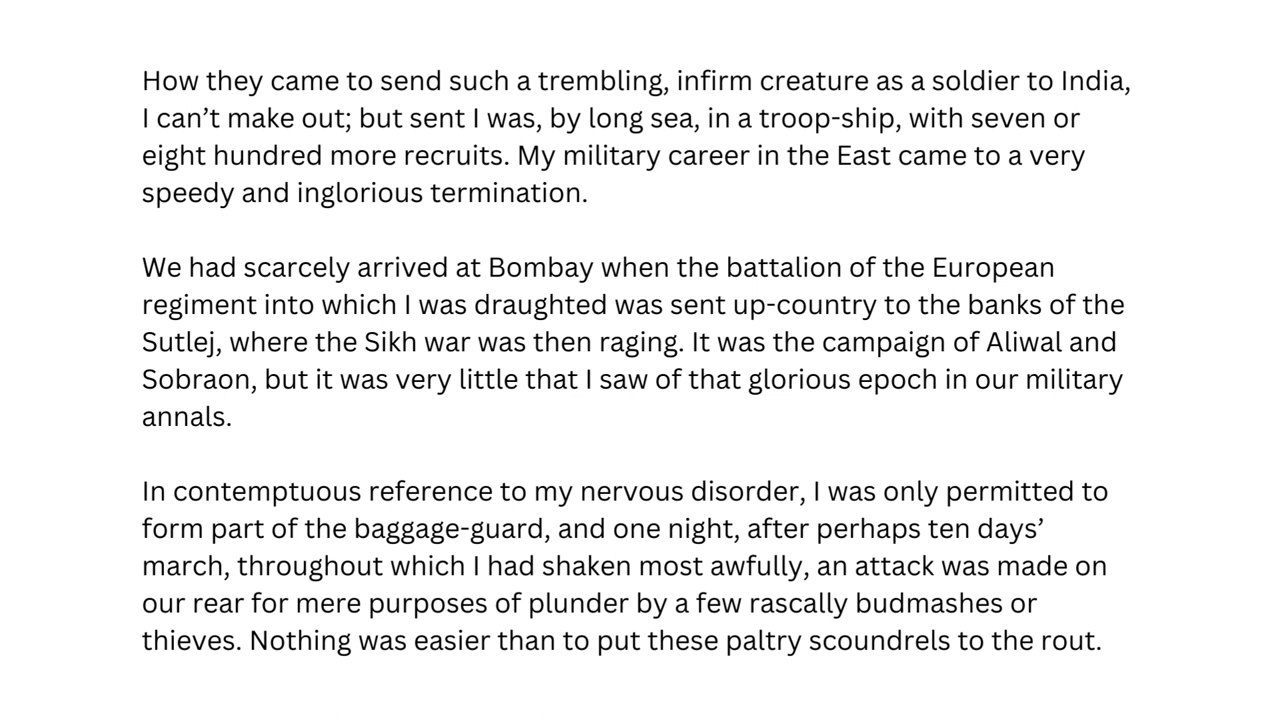 How they came to send such a trembling, infirm creature as a soldier to India,
I can’t make out; but sent I was, by long sea, in a troop-ship, with seven or
eight hundred more recruits. My military career in the East came to a very
speedy and inglorious termination.
We had scarcely arrived at Bombay when the battalion of the European
regiment into which I was draughted was sent up-country to the banks of the
Sutlej, where the Sikh war was then raging. It was the campaign of Aliwal and
Sobraon, but it was very little that I saw of that glorious epoch in our military
annals.
In contemptuous reference to my nervous disorder, I was only permitted to
form part of the baggage-guard, and one night, after perhaps ten days’
march, throughout which I had shaken most awfully, an attack was made on
our rear for mere purposes of plunder by a few rascally budmashes or
thieves. Nothing was easier than to put these paltry scoundrels to the rout.